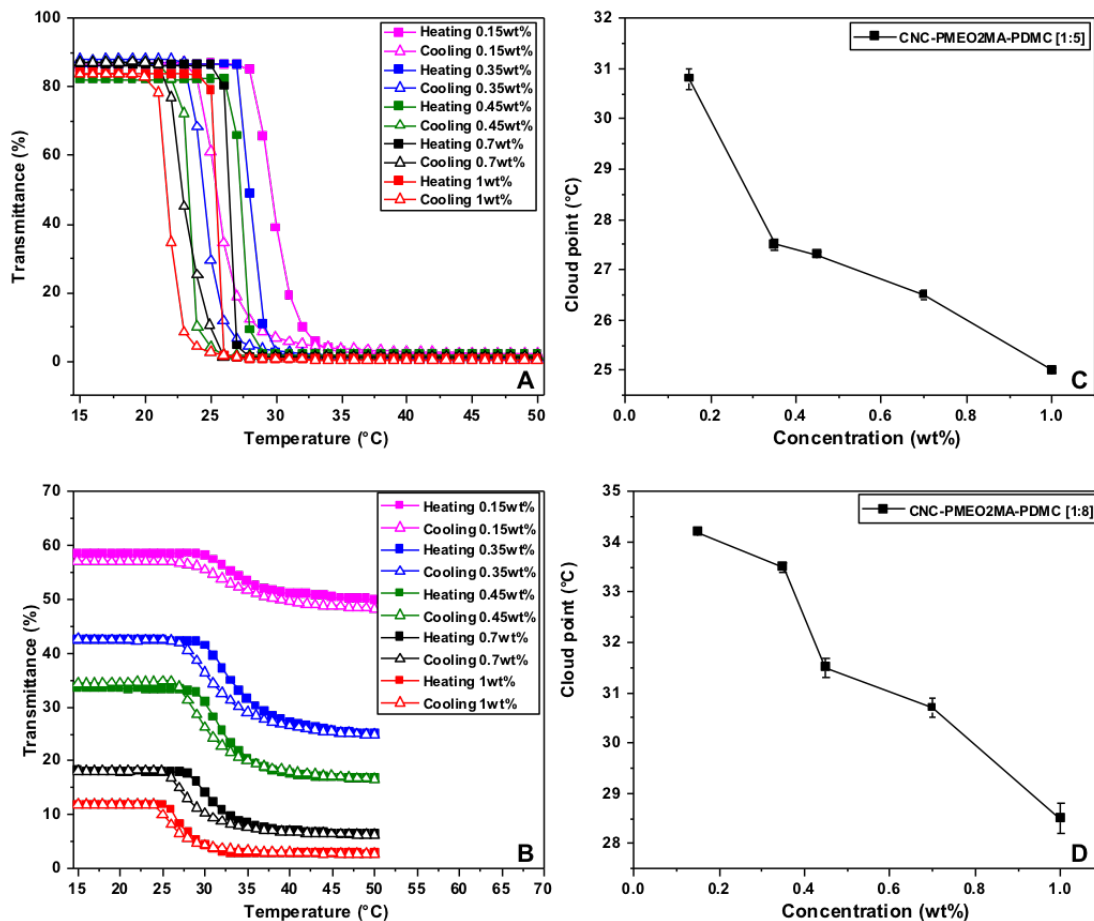 100
80
60
40
20
0
Transmittance (%)
15
20
25
30
35
40
45
50
Temperature (°C)
Heating 0.15wt%
Cooling 0.15wt%
Heating 0.35wt%
Cooling 0.35wt%
Heating 0.45wt%
Cooling 0.45wt%
Heating 0.7wt%
Cooling 0.7wt%
Heating 1wt%
Cooling 1wt%
A
32
31
30
29
28
27
26
25
Cloud point (°C)
0.0
0.2
0.4
0.6
0.8
1.0
Concentration (wt%)
CNC-PMEO2MA-PDMC [1:5]
C
70
60
50
40
30
20
10
0
Transmittance (%)
15
20
25
30
35
40
45
50
55
60
65
70
Temperature (°C)
Heating 0.15wt%
Cooling 0.15wt%
Heating 0.35wt%
Cooling 0.35wt%
Heating 0.45wt%
Cooling 0.45wt%
Heating 0.7wt%
Cooling 0.7wt%
Heating 1wt%
Cooling 1wt%
B
35
34
33
32
31
30
29
28
Cloud point (°C)
0.0
0.2
0.4
0.6
0.8
1.0
Concentration (wt%)
CNC-PMEO2MA-PDMC [1:8]
D